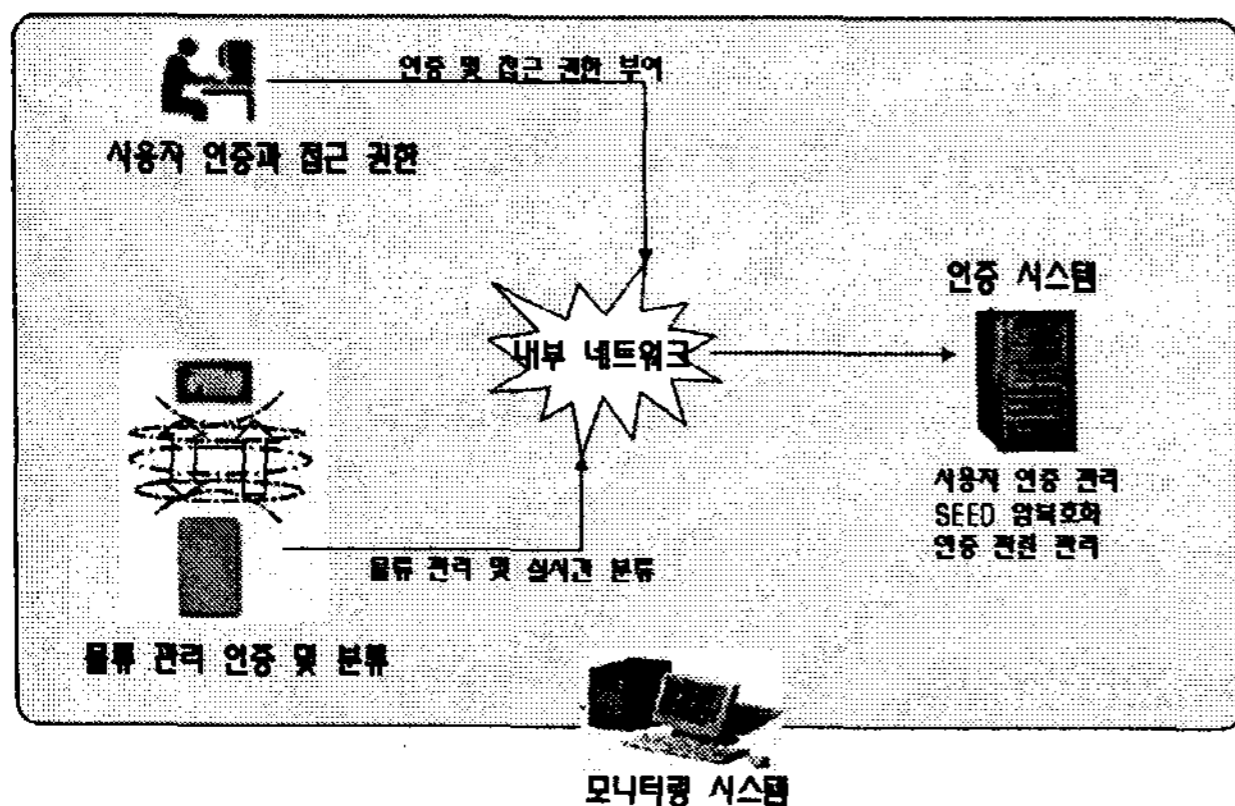 인증 및 접근 권한 부여
사용자 인증과 접근 권한
인증 시스템
내부 네트워크
사용자 인증 관리
SEED 암복호화
인증 관리
물류 관리 및 실시간 분류
물류 관리 인증 및 분류
모니터링 시스템